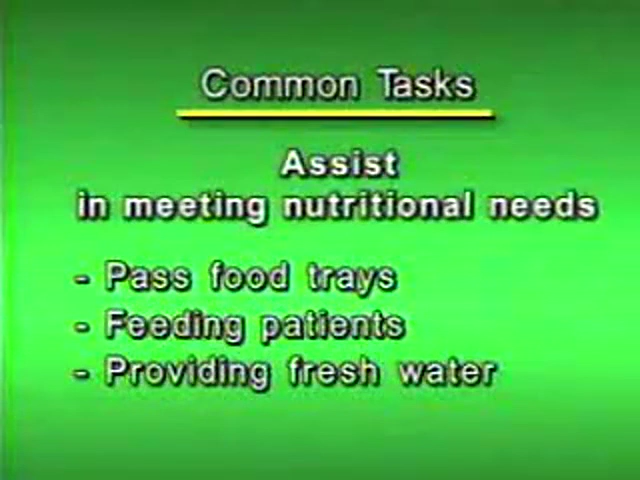 Common Tasks
Assist
in meeting nutritional needs
- Pass food trays
- Feeding patients
- Providing fresh water